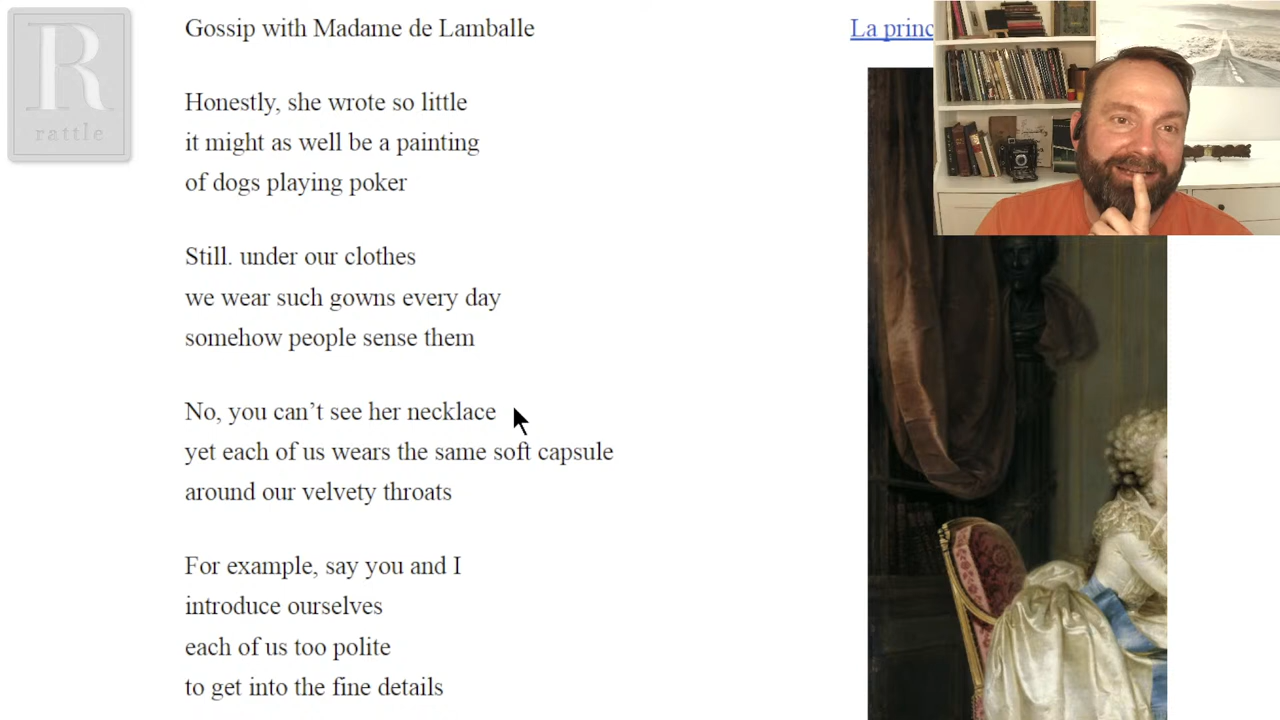 R
rattle
Gossip with Madame de Lamballe
La princ
Honestly, she wrote so little
it might as well be a painting
of dogs playing poker
Still. under our clothes
we wear such gowns every day
somehow people sense them
No, you can’t see her necklace
yet each of us wears the same soft capsule
around our velvety throats
For example, say you and I
introduce ourselves
each of us too polite
to get into the fine details